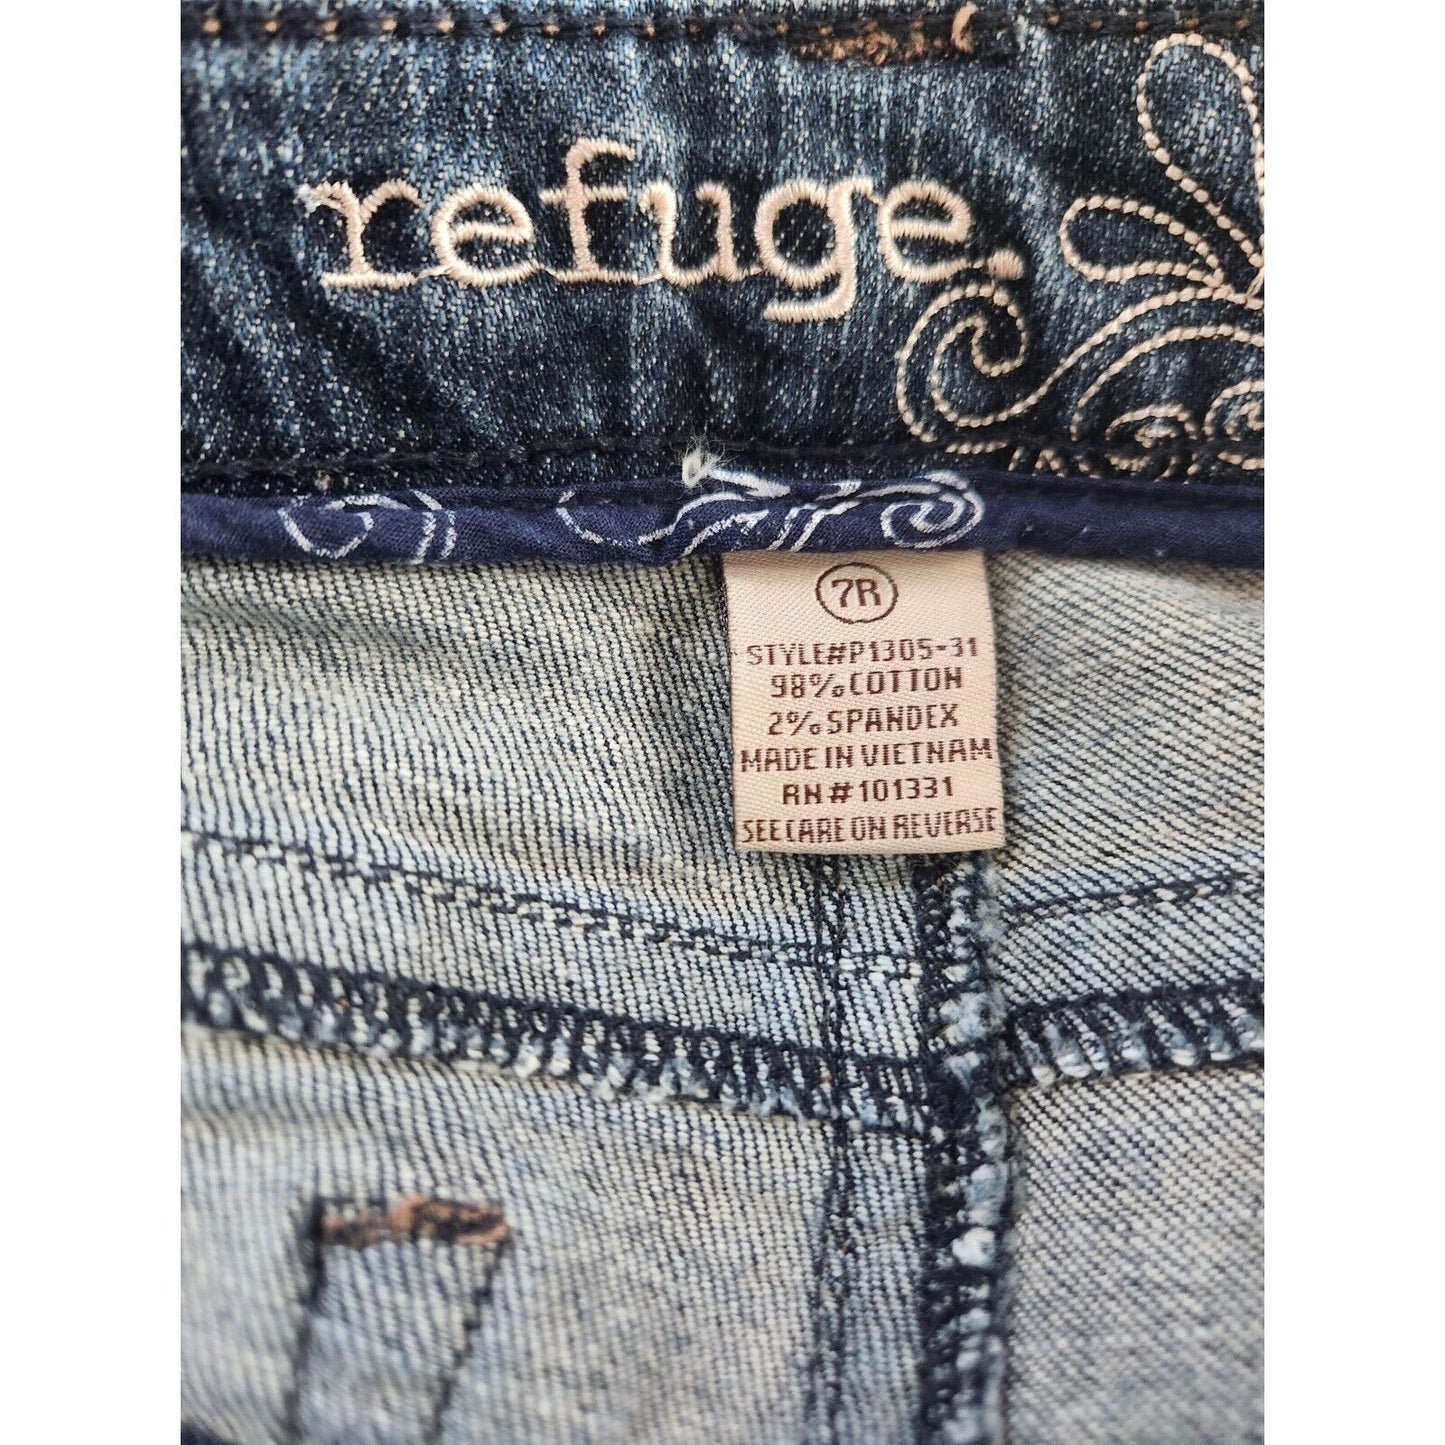 refuge.
7R
STYLE#P1305-31
98% COTTON
2% SPANDEX
MADE IN VIETNAM
RN# 101331
SEE CARE ON REVERSE